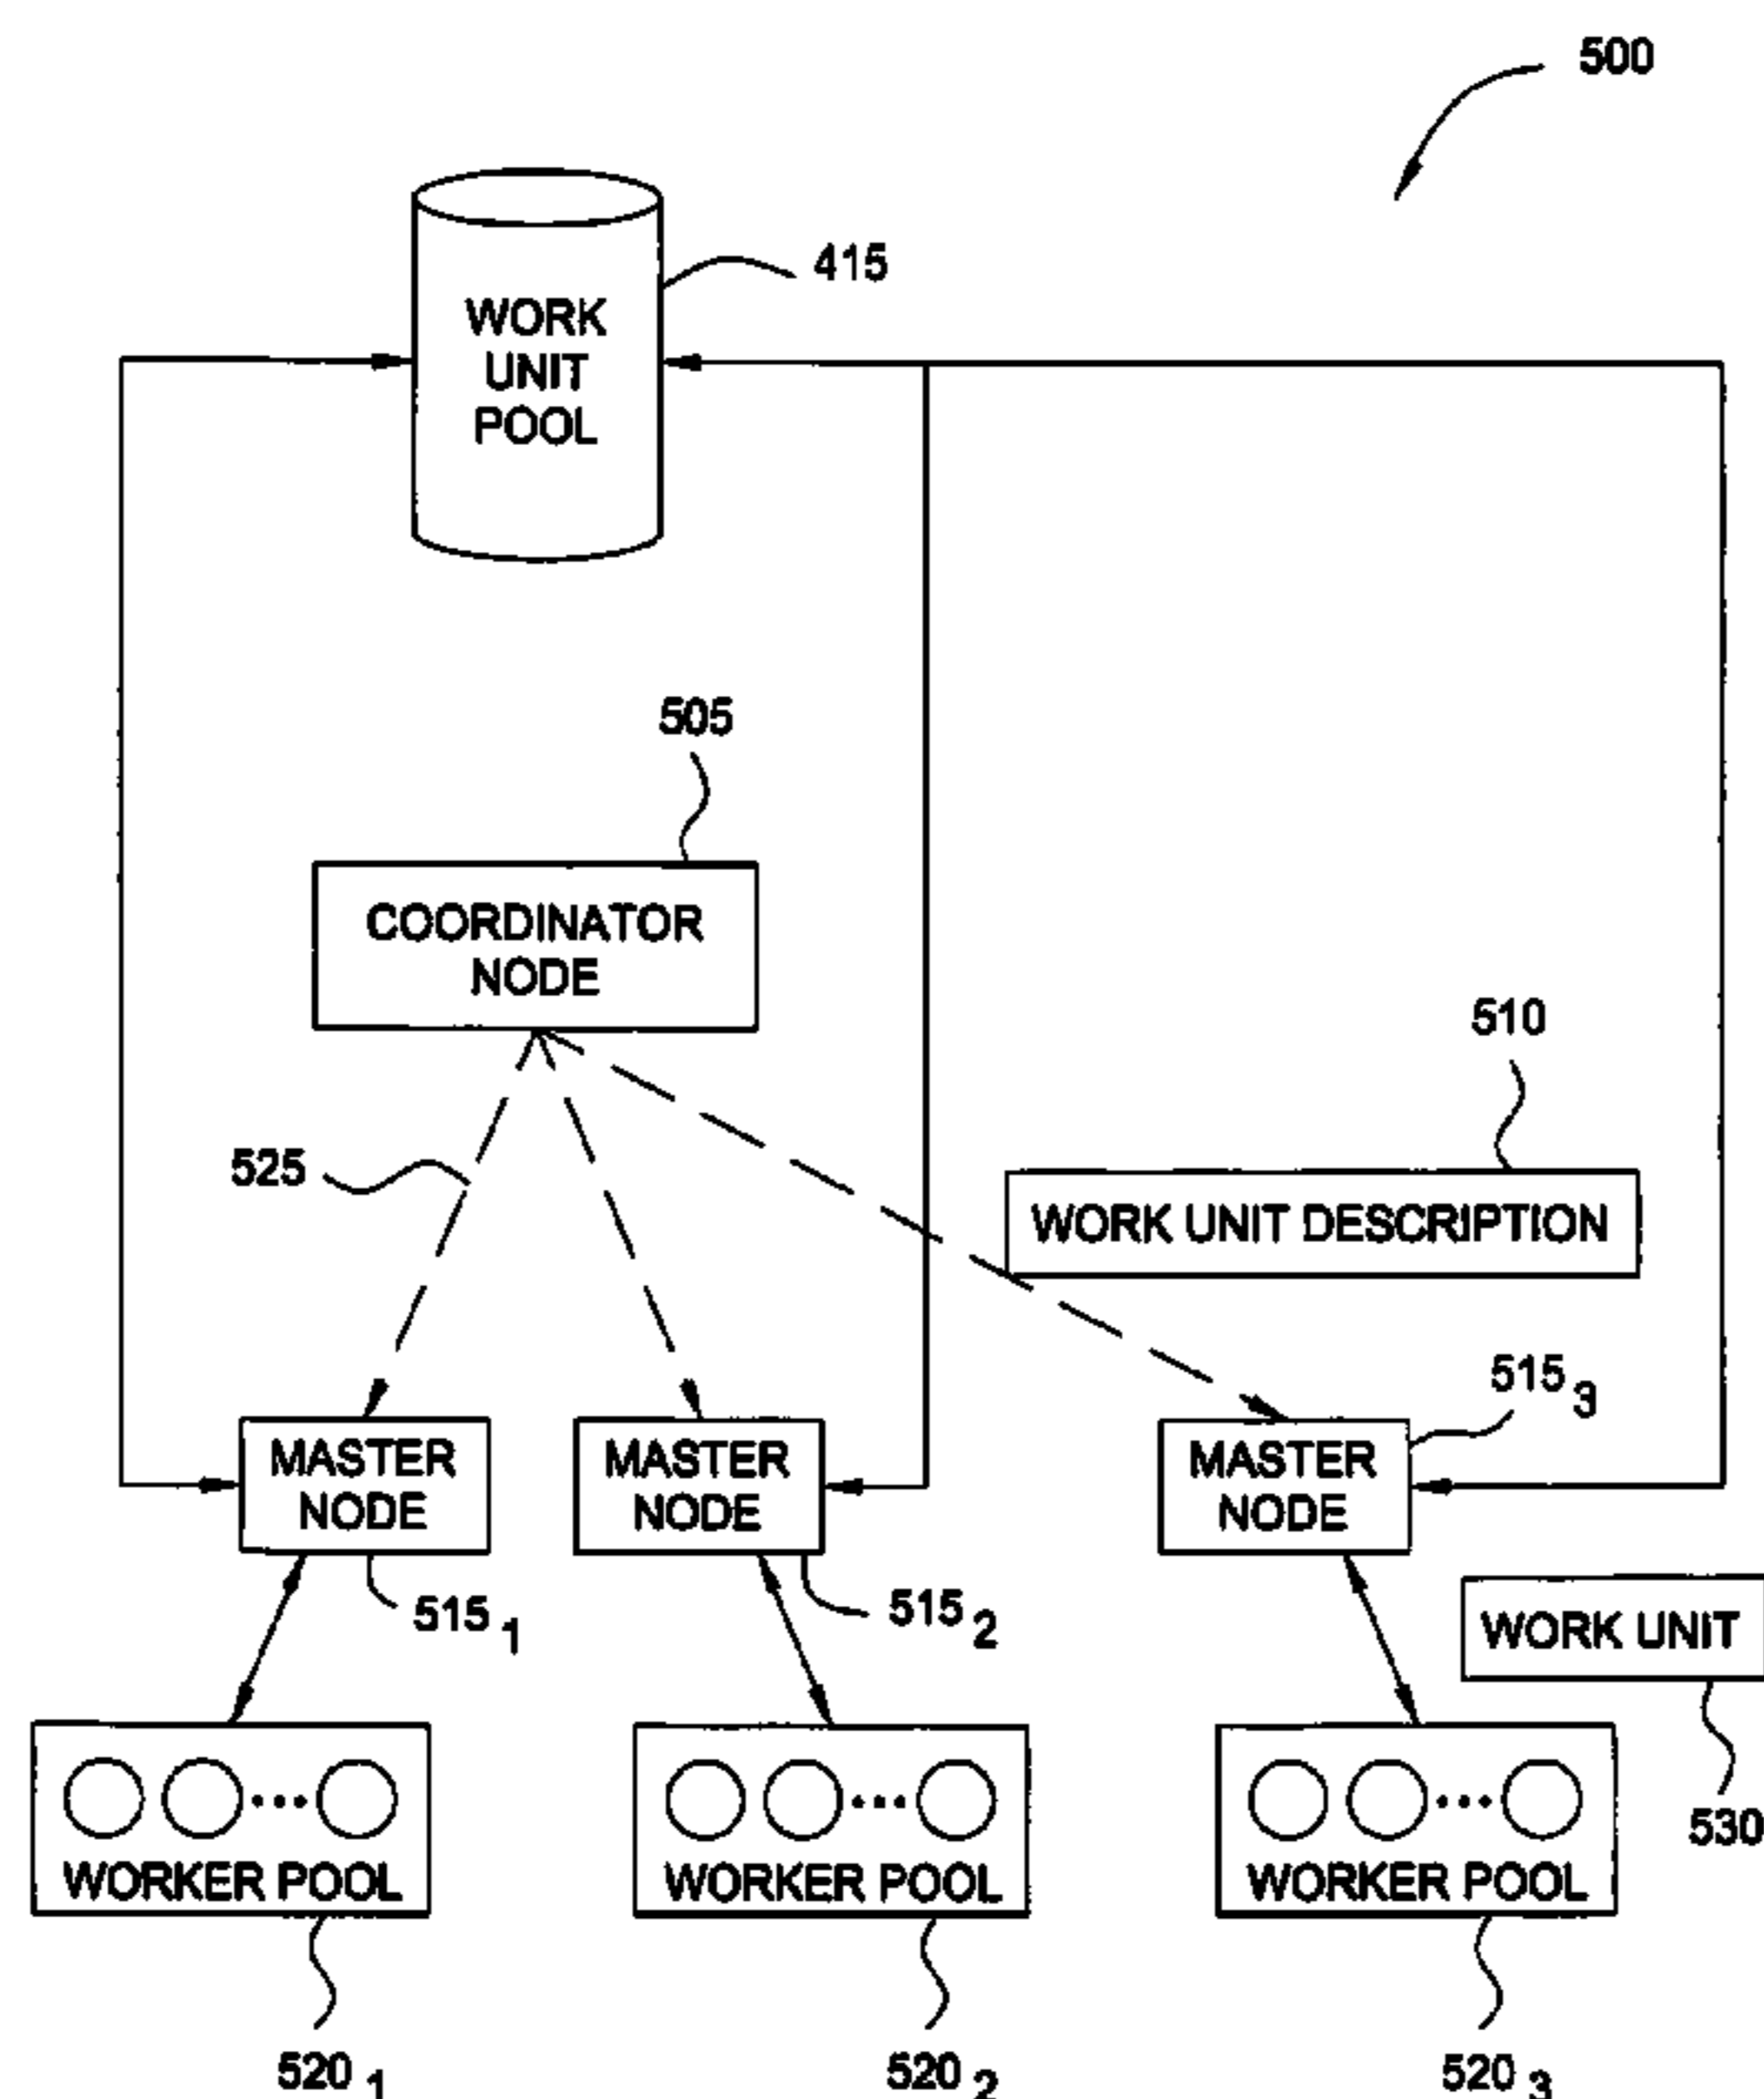 500
415
WORK
UNIT
POOL
505
COORDINATOR
NODE
510
525
WORK UNIT DESCRIPTION
515 3
MASTER
NODE
MASTER
NODE
MASTER
NODE
515 1
515 2
WORK UNIT
530
WORKER POOL
WORKER POOL
WORKER POOL
520 1
520 2
520 3